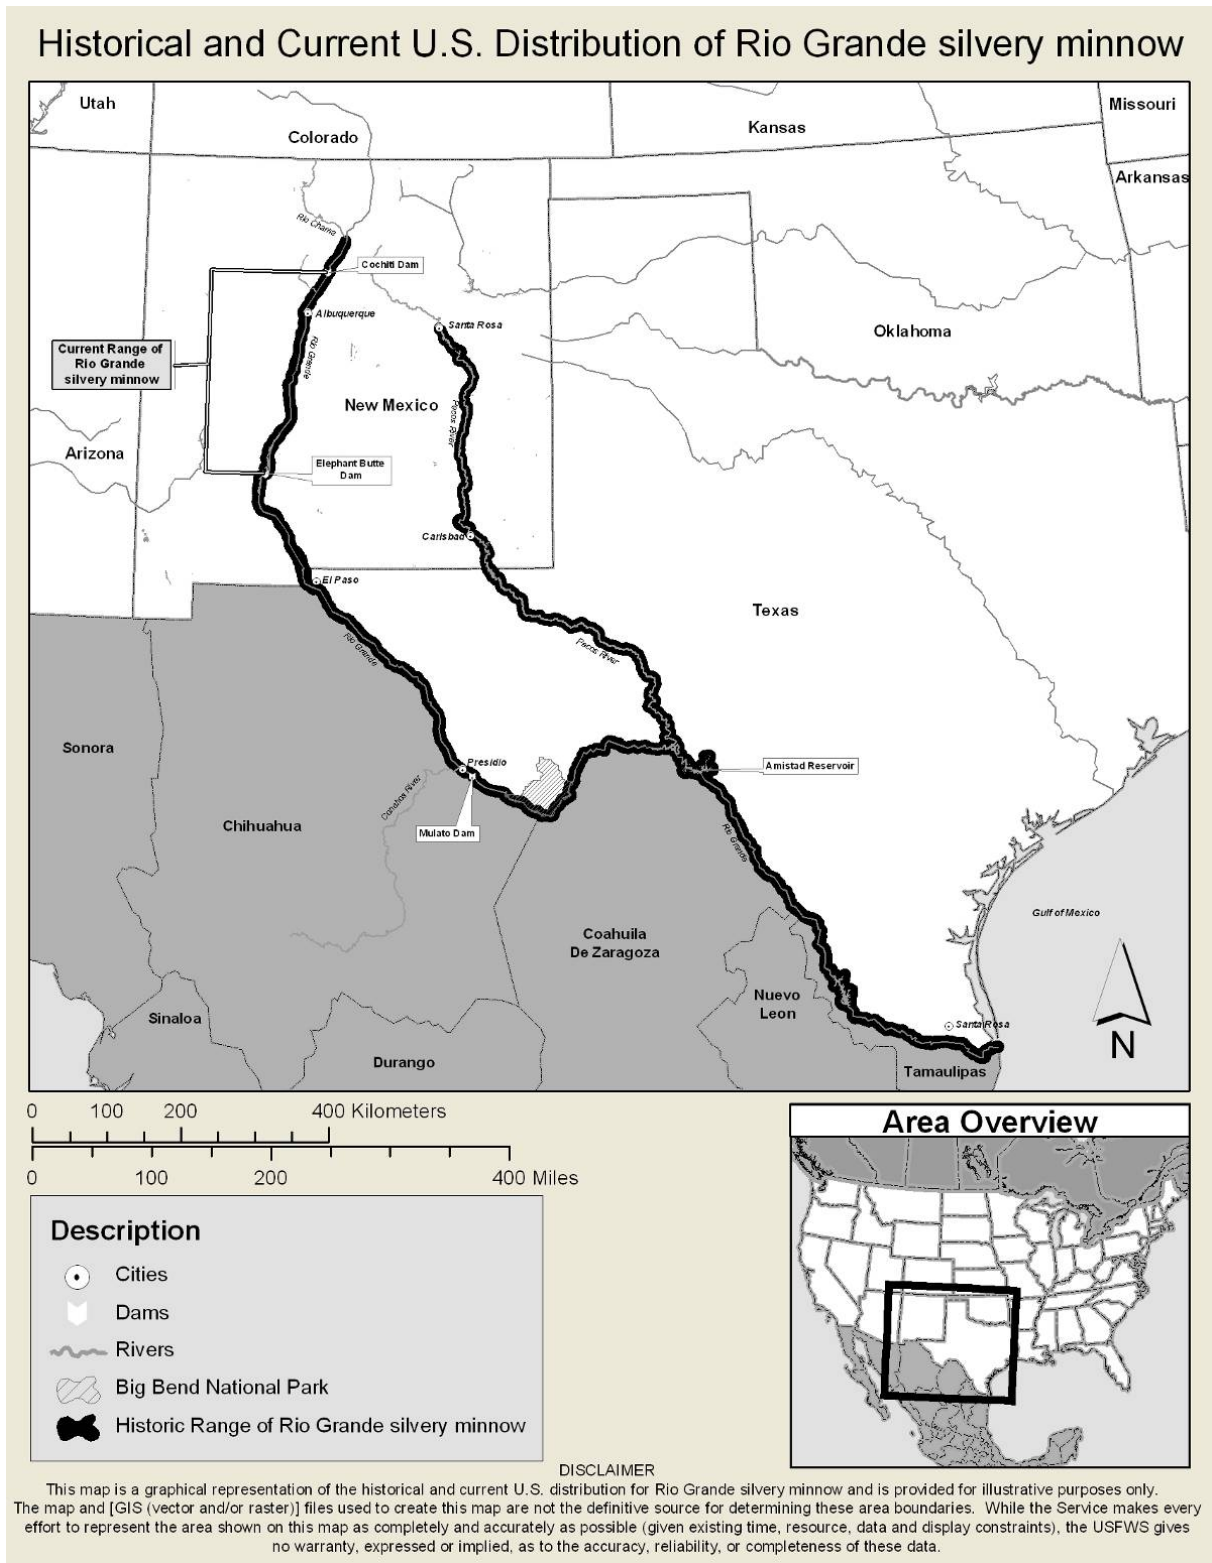 Historical and Current U.S. Distribution of Rio Grande silvery minnow
Utah
Colorado
Kansas
Missouri
Arkansas
Rio Chama
Cochiti Dam
Albuquerque
Santa Rosa
Oklahoma
Rio Grande
Current Range of
Rio Grande
silvery minnow
New Mexico
Pecos River
Arizona
Elephant Butte
Dam
Carlsbad
El Paso
Texas
Rio Grande
Pecos River
Sonora
Presidio
Amistad Reservoir
Conchos River
Chihuahua
Mulato Dam
Rio Grande
Gulf of Mexico
Coahuila
De Zaragoza
Nuevo
Leon
Sinaloa
Santa Rosa
N
Durango
Tamaulipas
0 100 200 400 Kilometers
0 100 200 400 Miles
Area Overview
Description
Cities
Dams
Rivers
Big Bend National Park
Historic Range of Rio Grande silvery minnow
DISCLAIMER
This map is a graphical representation of the historical and current U.S. distribution for Rio Grande silvery minnow and is provided for illustrative purposes only.
The map and [GIS (vector and/or raster)] files used to create this map are not the definitive source for determining these area boundaries. While the Service makes every
effort to represent the area shown on this map as completely and accurately as possible (given existing time, resource, data and display constraints), the USFWS gives
no warranty, expressed or implied, as to the accuracy, reliability, or completeness of these data.